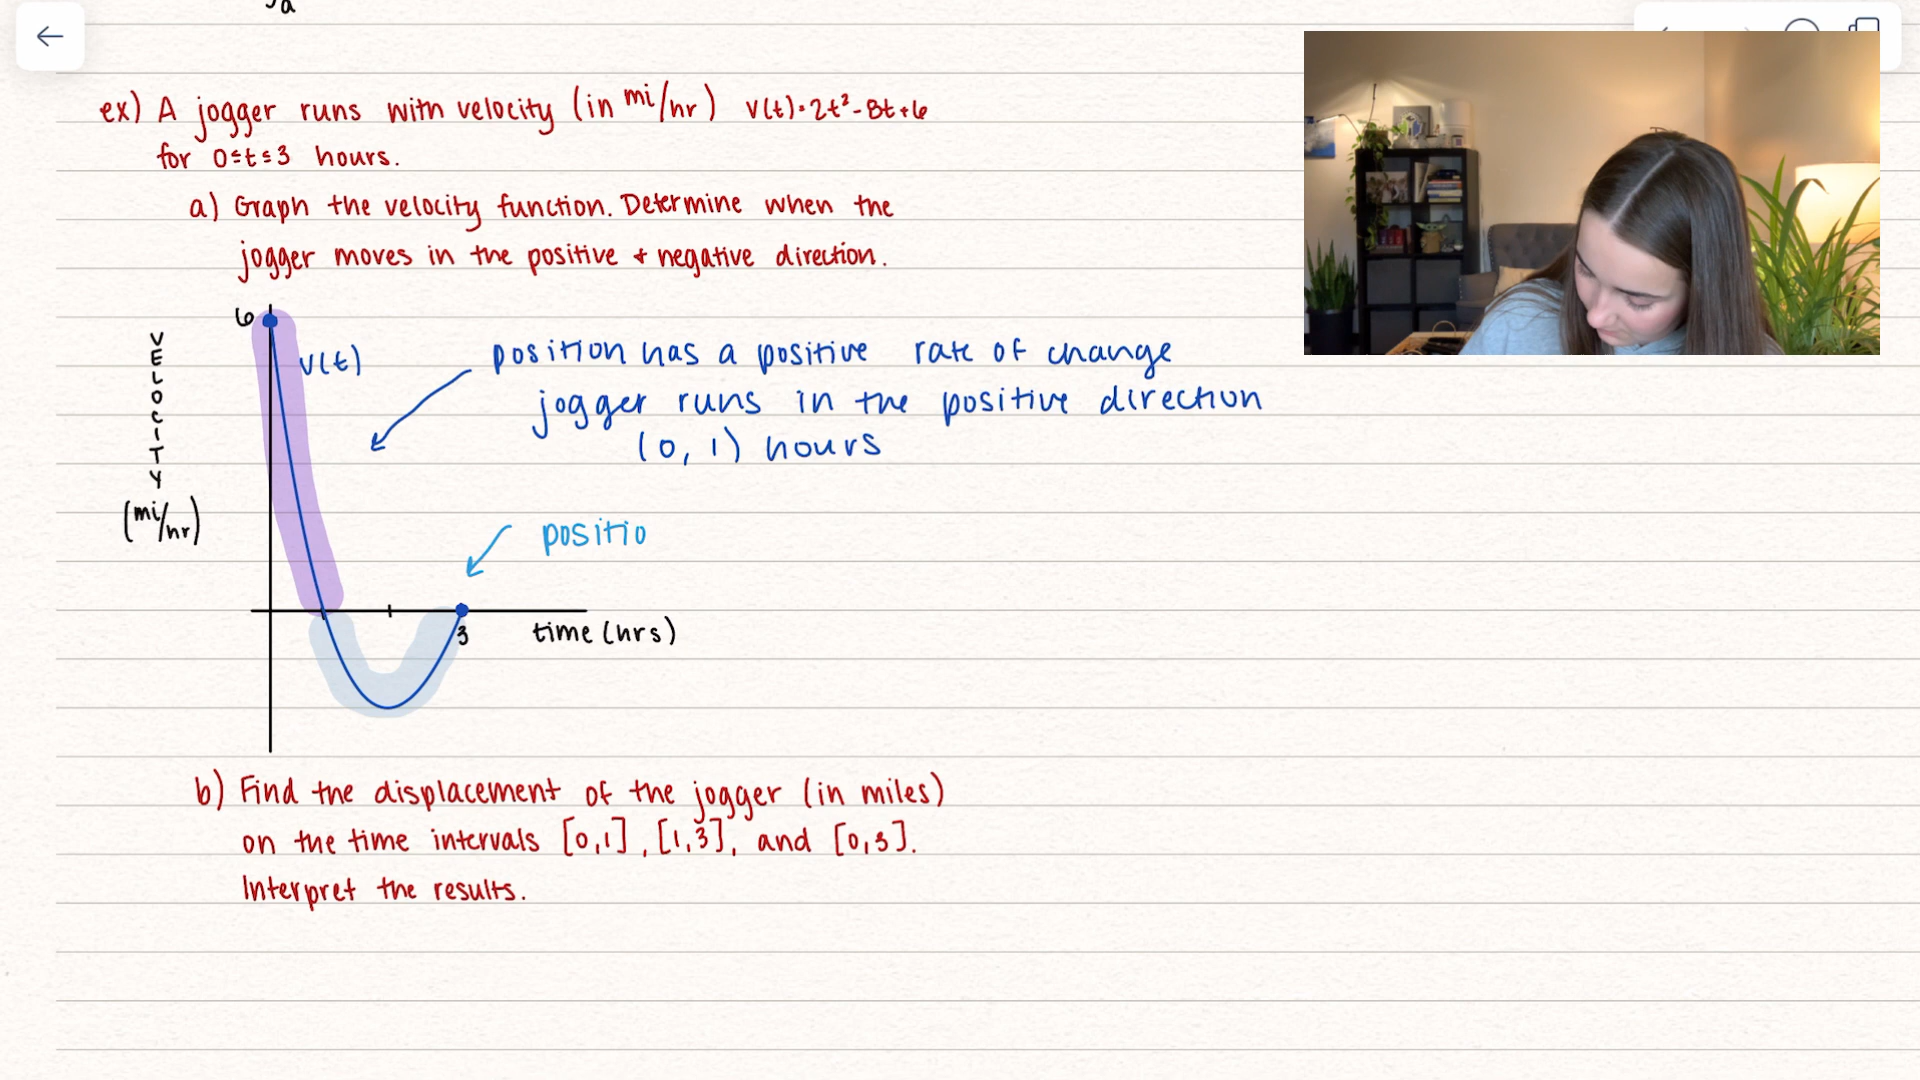 a
ex) A jogger runs with velocity (in mi/hr) v(t)=2t²-8t+6
for 0≤t≤3 hours.
a) Graph the velocity function. Determine when the
jogger moves in the positive + negative direction.
6
VELOCITY
(mi/hr)
v(t)
position has a positive rate of change
jogger runs in the positive direction
(0, 1) hours
positio
3
time (hrs)
b) Find the displacement of the jogger (in miles)
on the time intervals [0,1], [1,3], and [0,3].
Interpret the results.